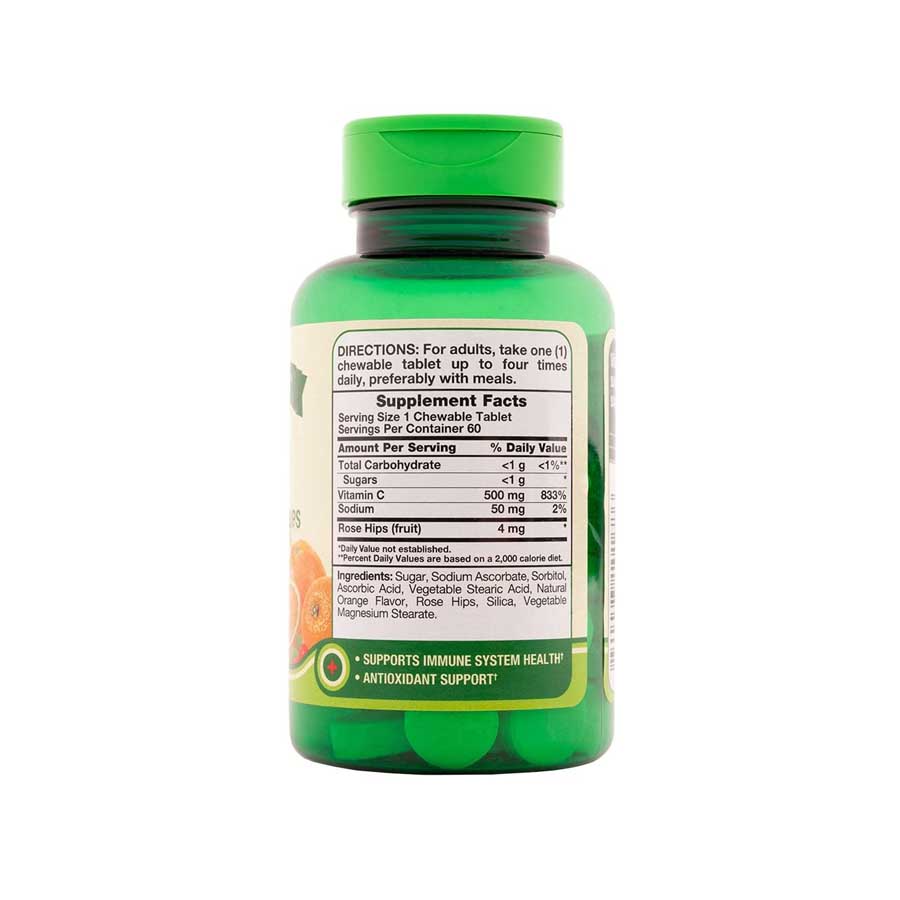 DIRECTIONS: For adults, take one (1)
chewable tablet up to four times
daily, preferably with meals.
Supplement Facts
Serving Size 1 Chewable Tablet
Servings Per Container 60
Amount Per Serving % Daily Value
Total Carbohydrate <1 g <1%**
Sugars <1 g *
Vitamin C 500 mg 833%
Sodium 50 mg 2%
Rose Hips (fruit) 4 mg *
*Daily Value not established.
**Percent Daily Values are based on a 2,000 calorie diet.
Ingredients: Sugar, Sodium Ascorbate, Sorbitol,
Ascorbic Acid, Vegetable Stearic Acid, Natural
Orange Flavor, Rose Hips, Silica, Vegetable
Magnesium Stearate.
• SUPPORTS IMMUNE SYSTEM HEALTH†
• ANTIOXIDANT SUPPORT†